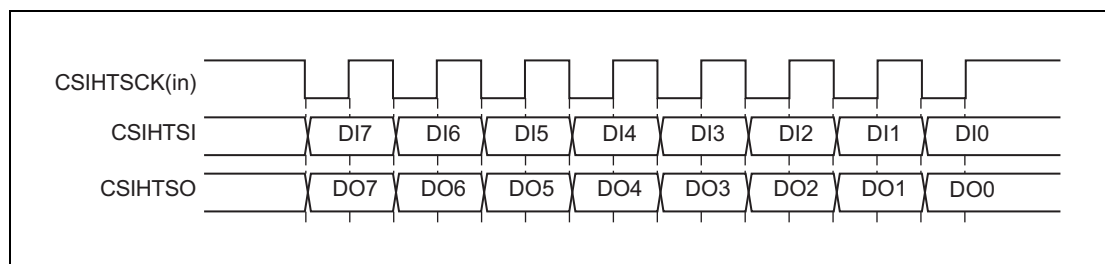 CSIHTSCK(in)
CSIHTSI DI7 DI6 DI5 DI4 DI3 DI2 DI1 DI0
CSIHTSO DO7 DO6 DO5 DO4 DO3 DO2 DO1 DO0